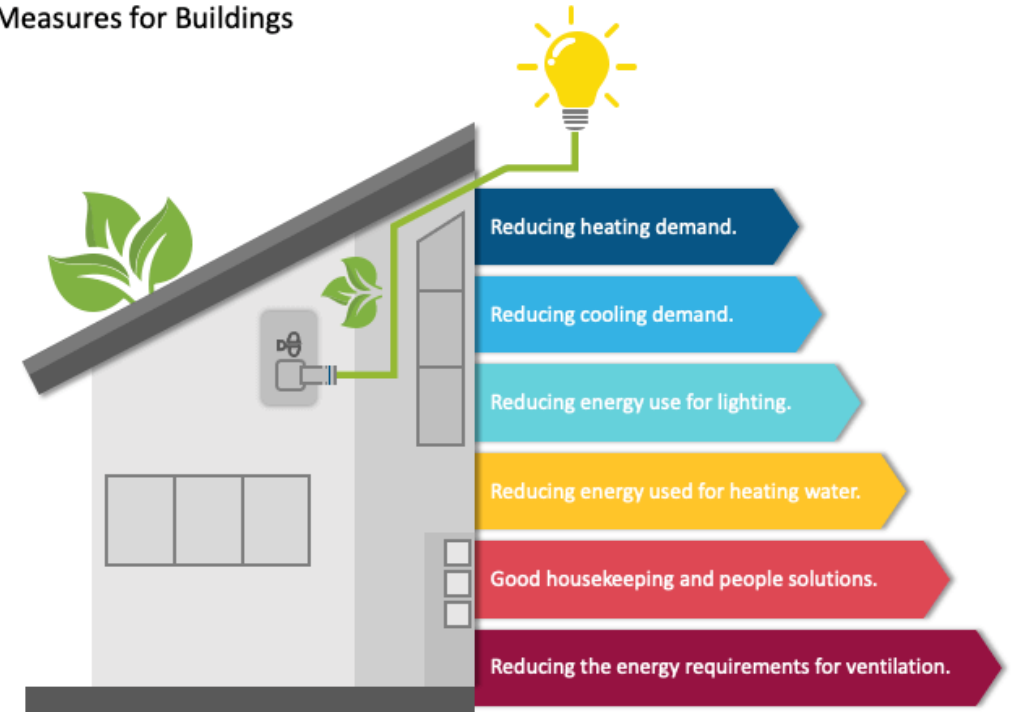 Measures for Buildings
Reducing heating demand.
Reducing cooling demand.
Reducing energy use for lighting.
Reducing energy used for heating water.
Good housekeeping and people solutions.
Reducing the energy requirements for ventilation.